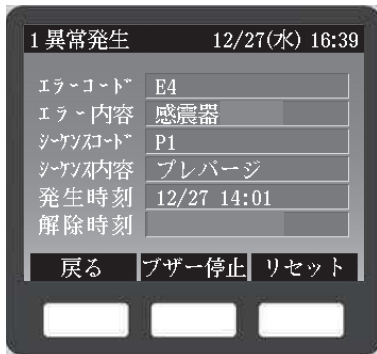 1 異常発生 12/27(水) 16:39
ｴﾗｰｺｰﾄﾞ E4
ｴﾗｰ内容 感震器
ｼｰｹﾝｽｺｰﾄﾞ P1
ｼｰｹﾝｽ内容 プレパージ
発生時刻 12/27 14:01
解除時刻
戻る ブザー停止 リセット